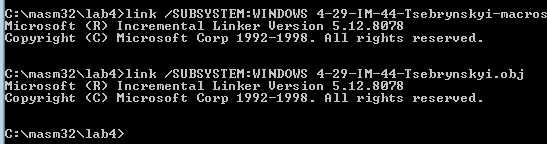 C:\masm32\lab4>link /SUBSYSTEM:WINDOWS 4-29-IM-44-Tsebrynskyi-macros
Microsoft (R) Incremental Linker Version 5.12.8078
Copyright (C) Microsoft Corp 1992-1998. All rights reserved.
C:\masm32\lab4>link /SUBSYSTEM:WINDOWS 4-29-IM-44-Tsebrynskyi.obj
Microsoft (R) Incremental Linker Version 5.12.8078
Copyright (C) Microsoft Corp 1992-1998. All rights reserved.
C:\masm32\lab4>